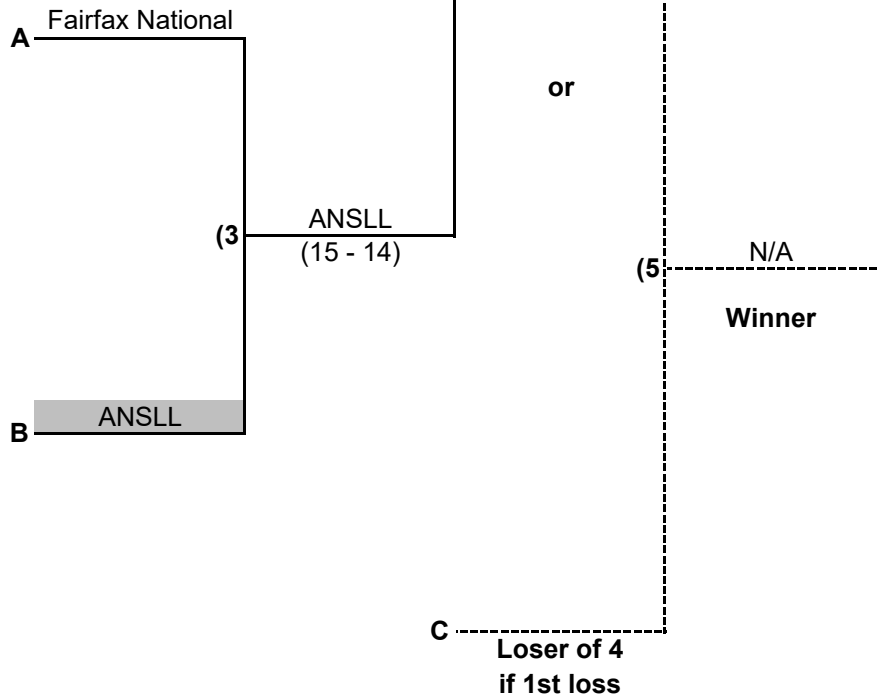 Fairfax National
A
or
ANSLL
(3
(15 - 14)
N/A
(5
Winner
ANSLL
B
C
Loser of 4
if 1st loss